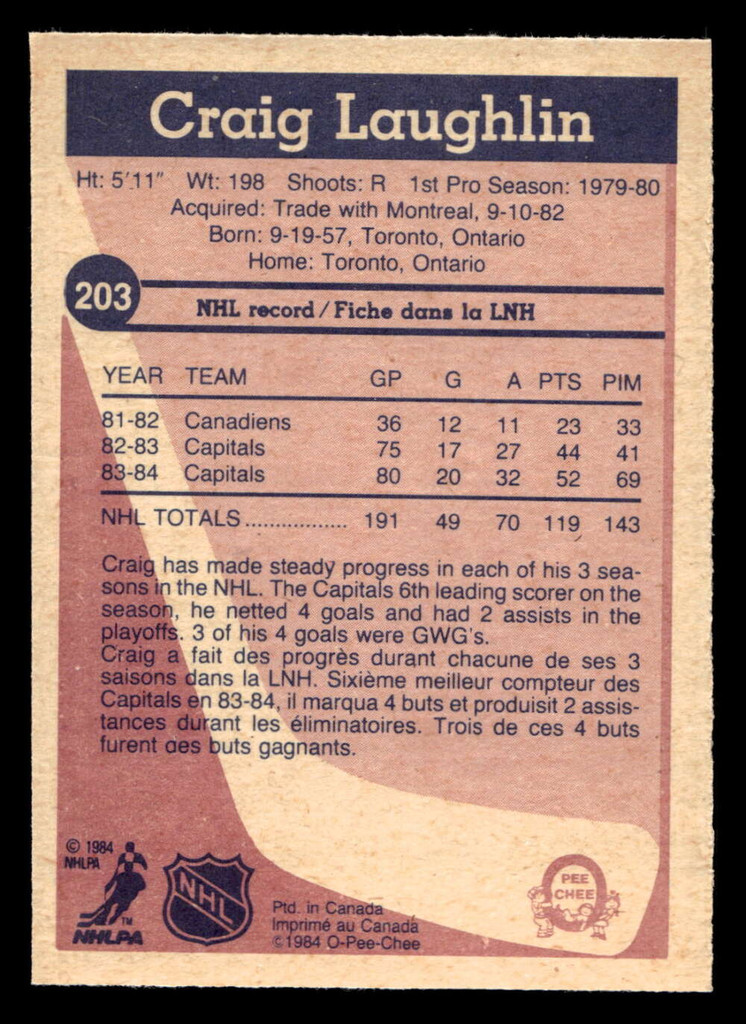 Craig Laughlin
Ht: 5'11" Wt: 198 Shoots: R 1st Pro Season: 1979-80
Acquired: Trade with Montreal, 9-10-82
Born: 9-19-57, Toronto, Ontario
Home: Toronto, Ontario
203
NHL record / Fiche dans la LNH
YEAR TEAM GP G A PTS PIM
81-82 Canadiens 36 12 11 23 33
82-83 Capitals 75 17 27 44 41
83-84 Capitals 80 20 32 52 69
NHL TOTALS ................. 191 49 70 119 143
Craig has made steady progress in each of his 3 sea-
sons in the NHL. The Capitals 6th leading scorer on the
season, he netted 4 goals and had 2 assists in the
playoffs. 3 of his 4 goals were GWG's.
Craig a fait des progrès durant chacune de ses 3
saisons dans la LNH. Sixième meilleur compteur des
Capitals en 83-84, il marqua 4 buts et produisit 2 assis-
tances durant les éliminatoires. Trois de ces 4 buts
furent des buts gagnants.
© 1984
NHLPA
TM
NHLPA
NHL
Ptd. in Canada
Imprimé au Canada
©1984 O-Pee-Chee
PEE
CHEE